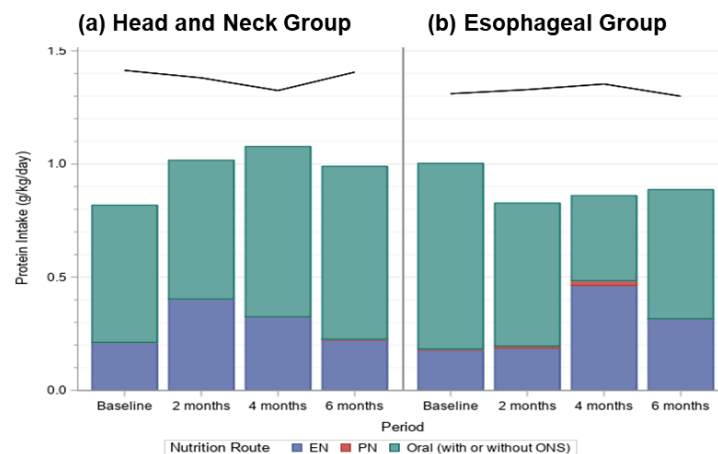 (a) Head and Neck Group
(b) Esophageal Group
1.5
1.0
0.5
0.0
Protein Intake (g/kg/day)
Baseline 2 months 4 months 6 months
Baseline 2 months 4 months 6 months
Period
Nutrition Route EN PN Oral (with or without ONS)